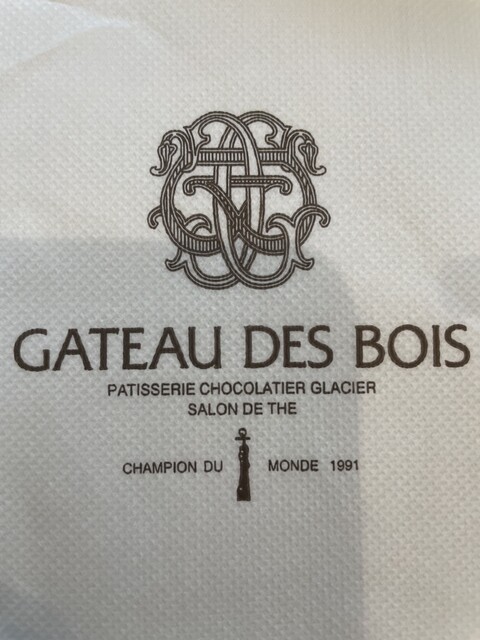 GATEAU DES BOIS
PATISSERIE CHOCOLATIER GLACIER
SALON DE THE
CHAMPION DU MONDE 1991